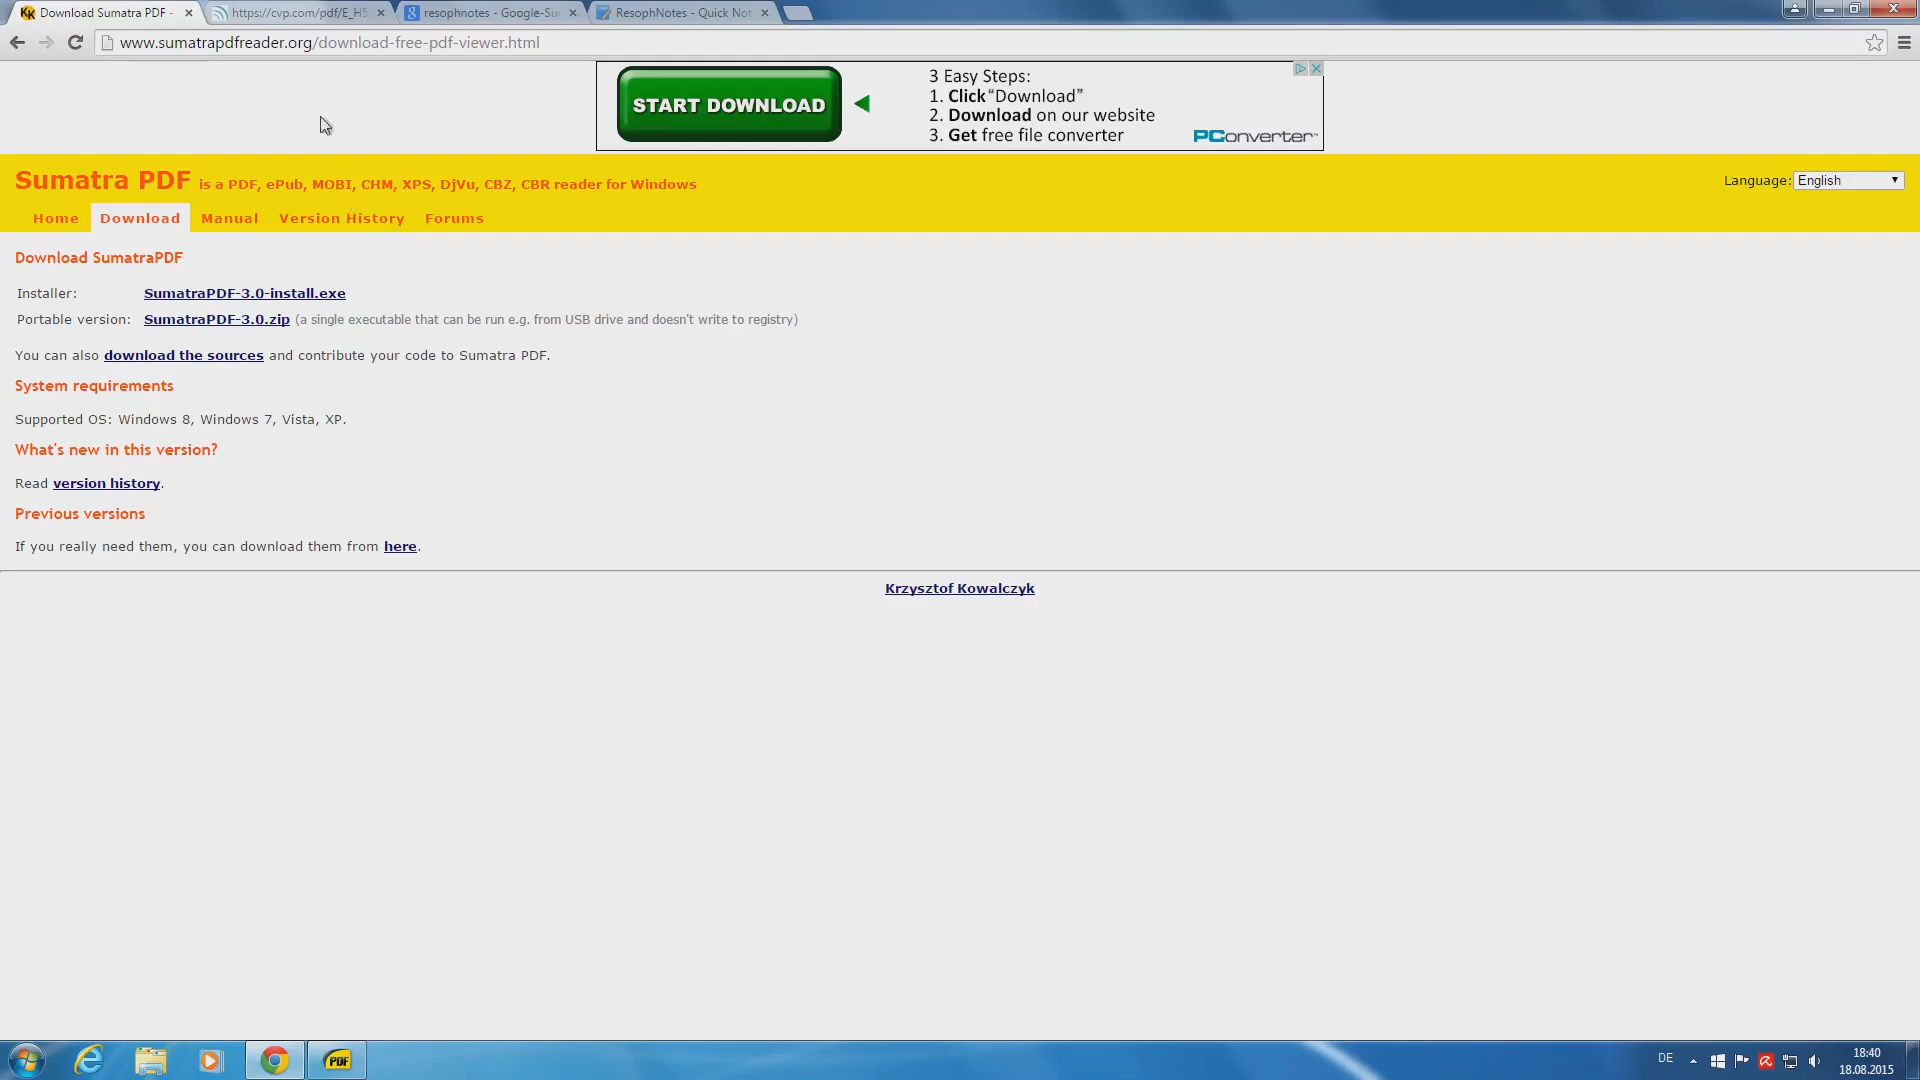 Download Sumatra PDF -
https://cvp.com/pdf/E_H5
resophnotes - Google-Su
ResophNotes - Quick Not
www.sumatrapdfreader.org/download-free-pdf-viewer.html
START DOWNLOAD
3 Easy Steps:
1. Click "Download"
2. Download on our website
3. Get free file converter
PConverter
Sumatra PDF is a PDF, ePub, MOBI, CHM, XPS, DjVu, CBZ, CBR reader for Windows
Language: English
Home Download Manual Version History Forums
Download SumatraPDF
Installer: SumatraPDF-3.0-install.exe
Portable version: SumatraPDF-3.0.zip (a single executable that can be run e.g. from USB drive and doesn't write to registry)
You can also download the sources and contribute your code to Sumatra PDF.
System requirements
Supported OS: Windows 8, Windows 7, Vista, XP.
What's new in this version?
Read version history.
Previous versions
If you really need them, you can download them from here.
Krzysztof Kowalczyk
PDF
DE
18:40
18.08.2015